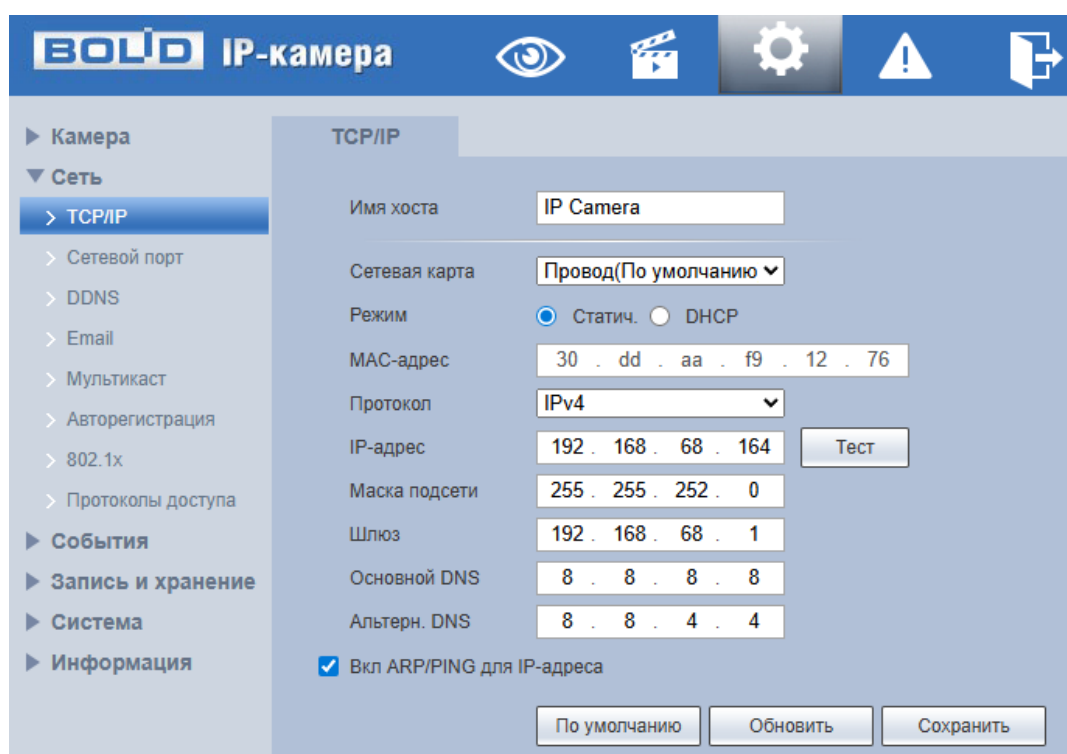 BOLID IP-камера
Камера
Сеть
TCP/IP
Сетевой порт
DDNS
Email
Мультикаст
Авторегистрация
802.1x
Протоколы доступа
События
Запись и хранение
Система
Информация
TCP/IP
Имя хоста IP Camera
Сетевая карта Провод(По умолчанию
Режим Статич. DHCP
MAC-адрес 30 . dd . aa . f9 . 12 . 76
Протокол IPv4
IP-адрес 192 . 168 . 68 . 164 Тест
Маска подсети 255 . 255 . 252 . 0
Шлюз 192 . 168 . 68 . 1
Основной DNS 8 . 8 . 8 . 8
Альтерн. DNS 8 . 8 . 4 . 4
Вкл ARP/PING для IP-адреса
По умолчанию Обновить Сохранить